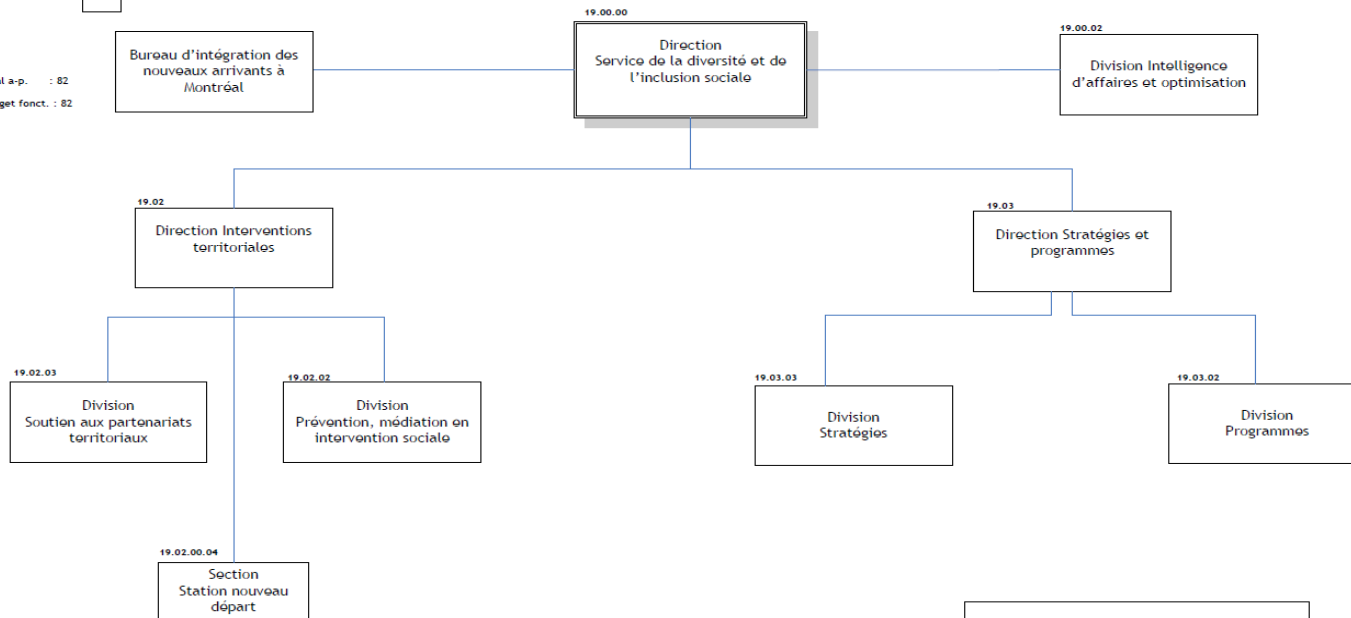 19.00.00
Direction
Service de la diversité et de
l'inclusion sociale
Bureau d'intégration des
nouveaux arrivants à
Montréal
19.00.02
Division Intelligence
d'affaires et optimisation
a-p. : 82
fonct. : 82
19.02
Direction Interventions
territoriales
19.03
Direction Stratégies et
programmes
19.02.03
Division
Soutien aux partenariats
territoriaux
19.02.02
Division
Prévention, médiation en
intervention sociale
19.03.03
Division
Stratégies
19.03.02
Division
Programmes
19.02.00.04
Section
Station nouveau
départ